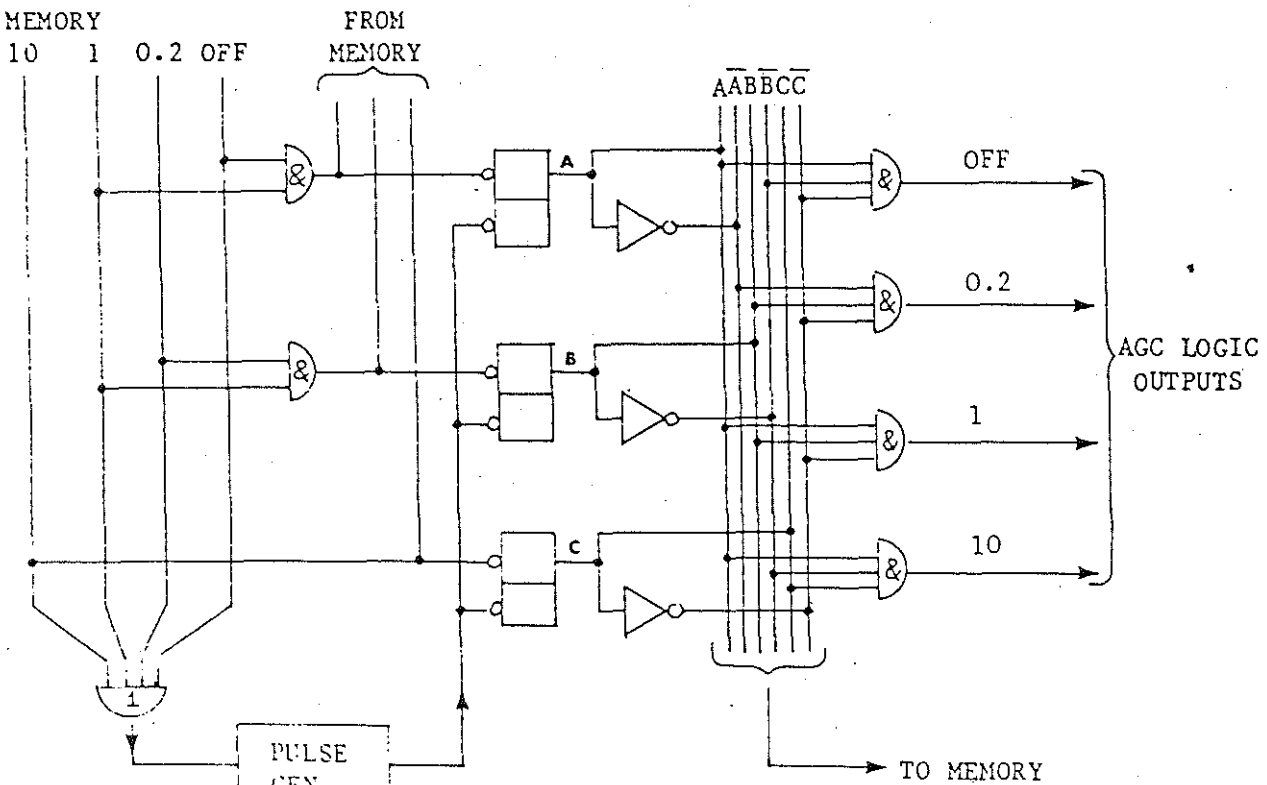 MEMORY
10 1 0.2 OFF
FROM
MEMORY
A A̅ B B̅ C C̅
&
A
&
OFF
&
0.2
&
B
AGC LOGIC
OUTPUTS
1
&
C
10
&
1
PULSE
GEN
TO MEMORY